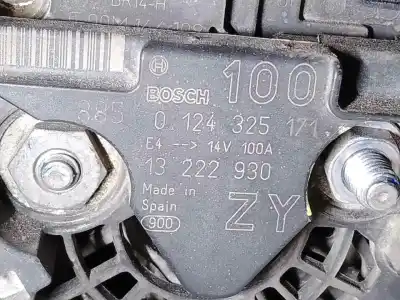 BOSCH 100
885 0 124 325 171
E4 --> 14V 100A
13 222 930
Made in
Spain
ZY
900